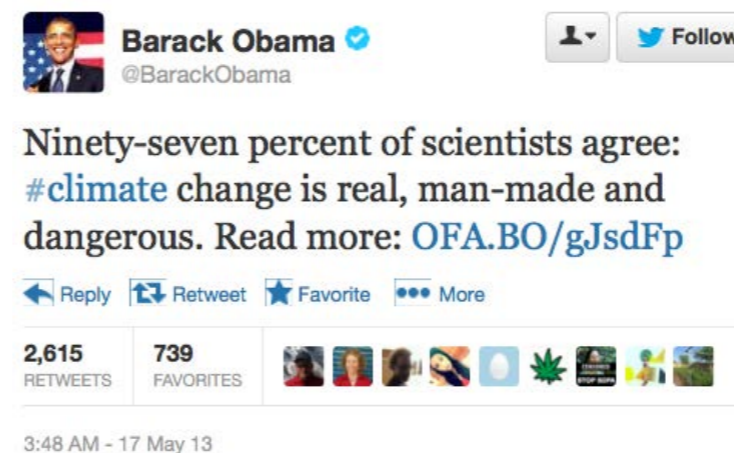 Barack Obama
@BarackObama
Follow
Ninety-seven percent of scientists agree:
#climate change is real, man-made and
dangerous. Read more: OFA.BO/gJsdFp
Reply Retweet Favorite More
2,615
RETWEETS
739
FAVORITES
STOP SOPA
3:48 AM - 17 May 13